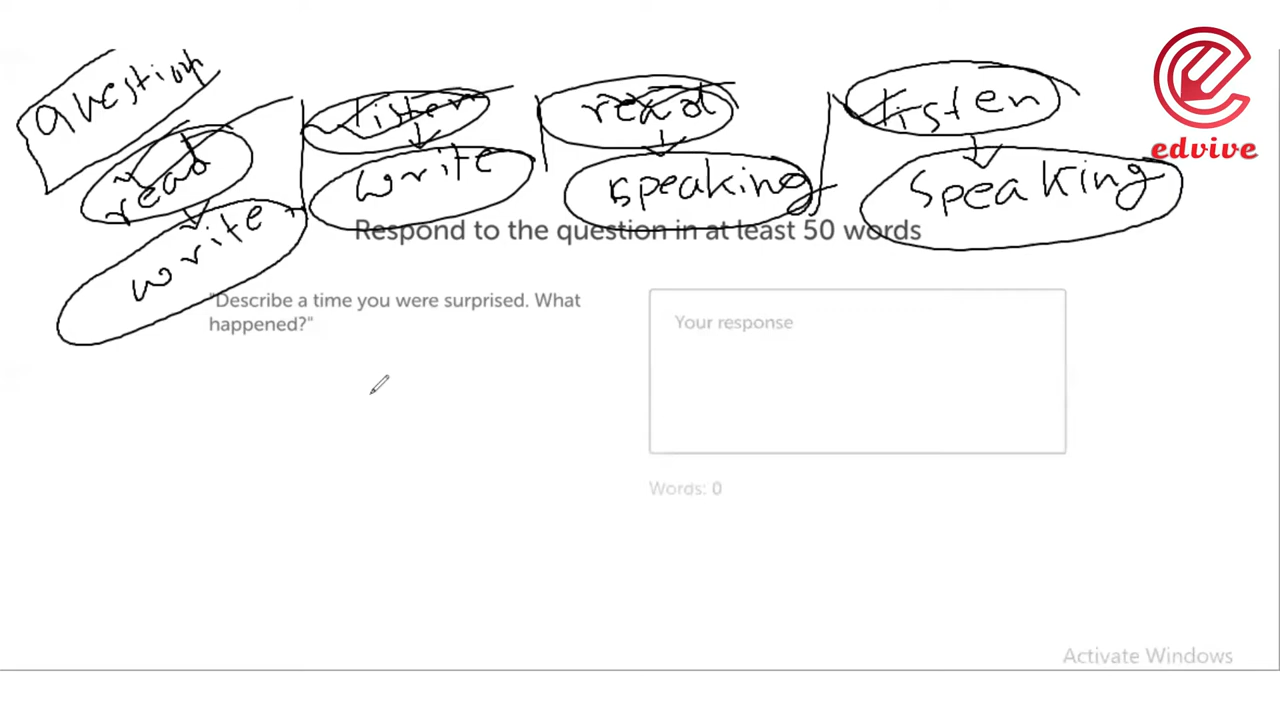 Question
read
write
listen
write
read
speaking
listen
speaking
edvive
Respond to the question in at least 50 words
"Describe a time you were surprised. What
happened?"
Your response
Words: 0
Activate Windows